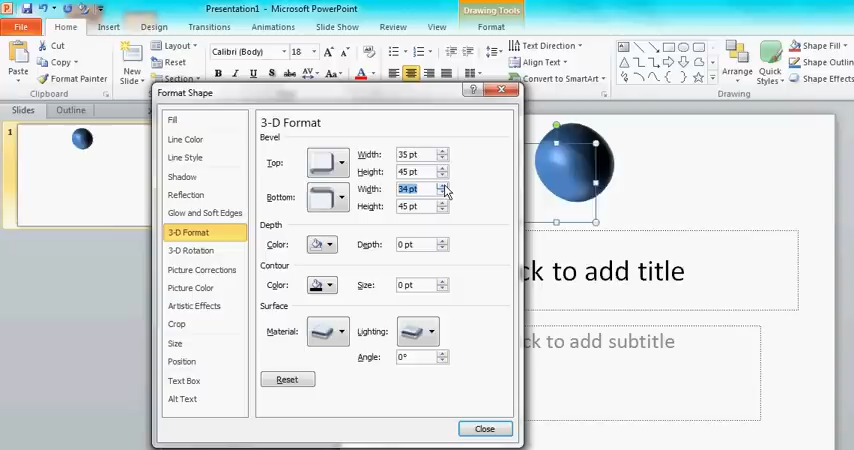 Presentation1 - Microsoft PowerPoint
Drawing Tools
File Home Insert Design Transitions Animations Slide Show Review View Format
Paste
Cut
Copy
Format Painter
Clipboard
New
Slide
Layout
Reset
Section
Slides
Calibri (Body) 18
B U S abc
Text Direction
Align Text
Convert to SmartArt
Arrange
Quick
Styles
Shape Fill
Shape Outlin
Shape Effec
Drawing
Slides Outline
1
Format Shape
Fill
Line Color
Line Style
Shadow
Reflection
Glow and Soft Edges
3-D Format
3-D Rotation
Picture Corrections
Picture Color
Artistic Effects
Crop
Size
Position
Text Box
Alt Text
3-D Format
Bevel
Top:
Width: 35 pt
Height: 45 pt
Bottom:
Width: 34 pt
Height: 45 pt
Depth
Color: Depth: 0 pt
Contour
Color: Size: 0 pt
Surface
Material: Lighting:
Angle: 0°
Reset
Close
ck to add title
ck to add subtitle